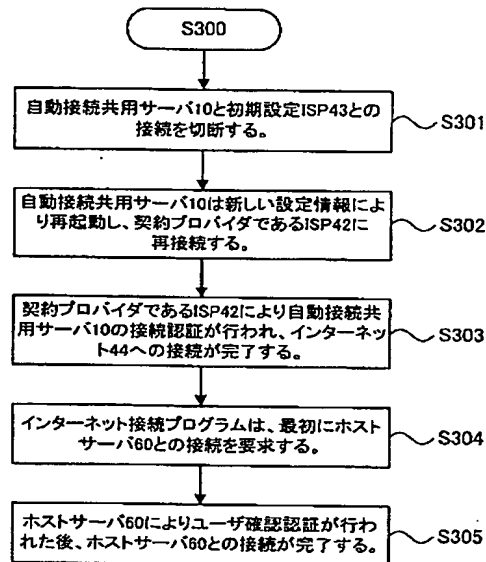 S300
自動接続共用サーバ10と初期設定ISP43との
接続を切断する。
S301
自動接続共用サーバ10は新しい設定情報によ
り再起動し、契約プロバイダであるISP42に
再接続する。
S302
契約プロバイダであるISP42により自動接続共
用サーバ10の接続認証が行われ、インターネッ
ト44への接続が完了する。
S303
インターネット接続プログラムは、最初にホスト
サーバ60との接続を要求する。
S304
ホストサーバ60によりユーザ確認認証が行わ
れた後、ホストサーバ60との接続が完了する。
S305